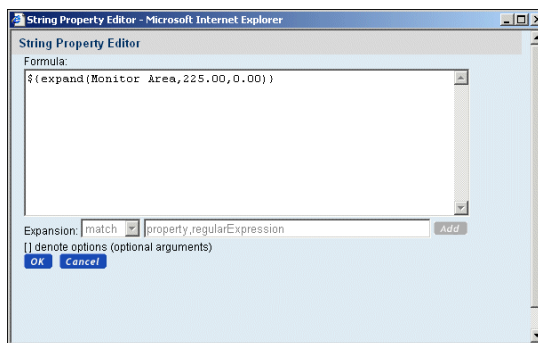 String Property Editor - Microsoft Internet Explorer
String Property Editor
Formula:
${expand(Monitor Area,225.00,0.00)}
Expansion: match property,regularExpression Add
[] denote options (optional arguments)
OK Cancel